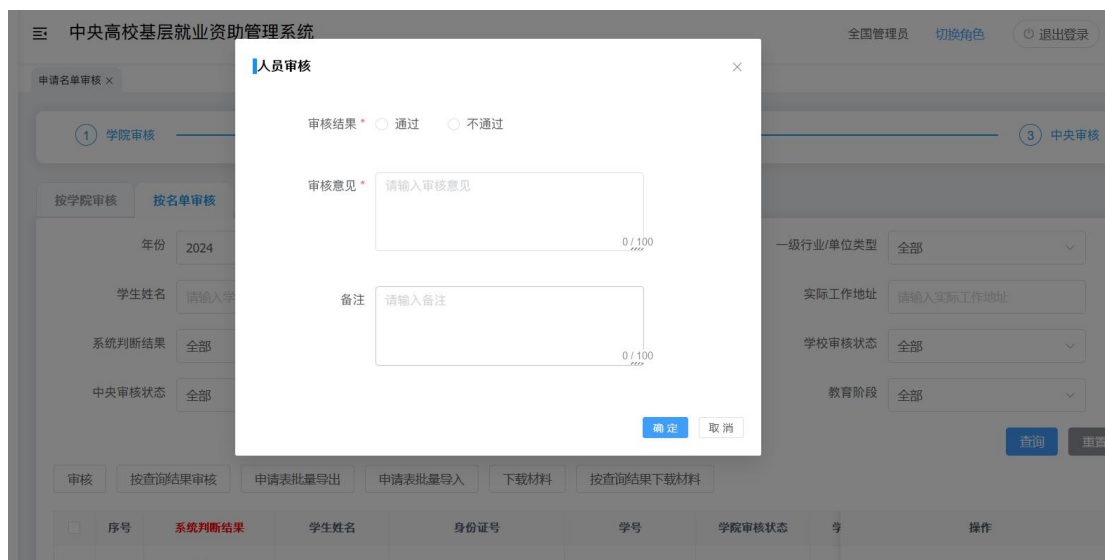 中央高校基层就业资助管理系统
全国管理员 切换角色 退出登录
申请名单审核 ×
人员审核 ×
1 学院审核
3 中央审核
审核结果 * 通过 不通过
按学院审核 按名单审核
审核意见 * 请输入审核意见
0 / 100
年份 2024
一级行业/单位类型 全部
学生姓名 请输入学
备注 请输入备注
0 / 100
实际工作地址 请输入实际工作地址
系统判断结果 全部
学校审核状态 全部
中央审核状态 全部
教育阶段 全部
确定 取消
查询 重置
审核 按查询结果审核 申请表批量导出 申请表批量导入 下载材料 按查询结果下载材料
序号 系统判断结果 学生姓名 身份证号 学号 学院审核状态 操作